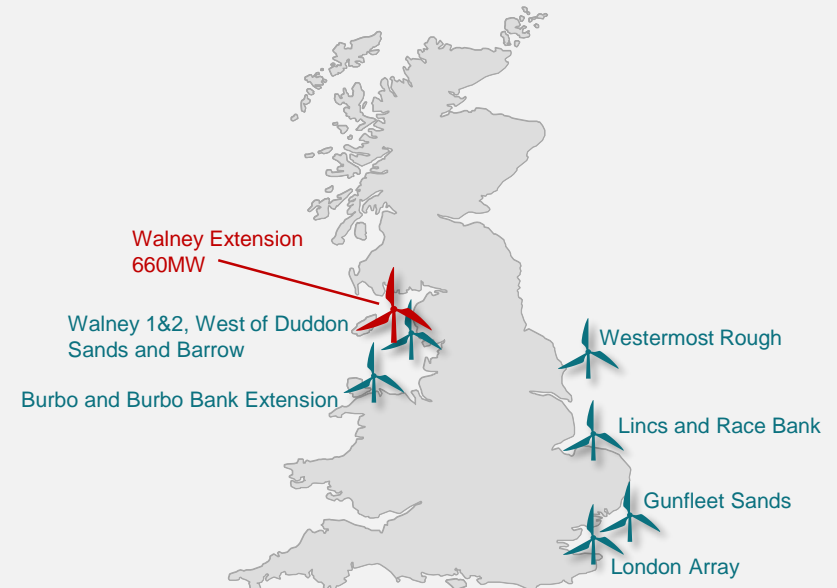 Walney Extension
660MW
Walney 1&2, West of Duddon
Sands and Barrow
Westermost Rough
Burbo and Burbo Bank Extension
Lincs and Race Bank
Gunfleet Sands
London Array